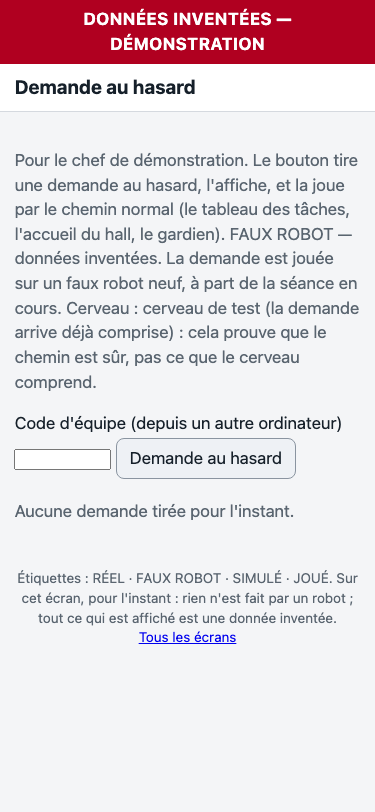 DONNÉES INVENTÉES —
DÉMONSTRATION
Demande au hasard
Pour le chef de démonstration. Le bouton tire
une demande au hasard, l'affiche, et la joue
par le chemin normal (le tableau des tâches,
l'accueil du hall, le gardien). FAUX ROBOT —
données inventées. La demande est jouée
sur un faux robot neuf, à part de la séance en
cours. Cerveau : cerveau de test (la demande
arrive déjà comprise) : cela prouve que le
chemin est sûr, pas ce que le cerveau
comprend.
Code d'équipe (depuis un autre ordinateur)
Demande au hasard
Aucune demande tirée pour l'instant.
Étiquettes : RÉEL · FAUX ROBOT · SIMULÉ · JOUÉ. Sur
cet écran, pour l'instant : rien n'est fait par un robot ;
tout ce qui est affiché est une donnée inventée.
Tous les écrans